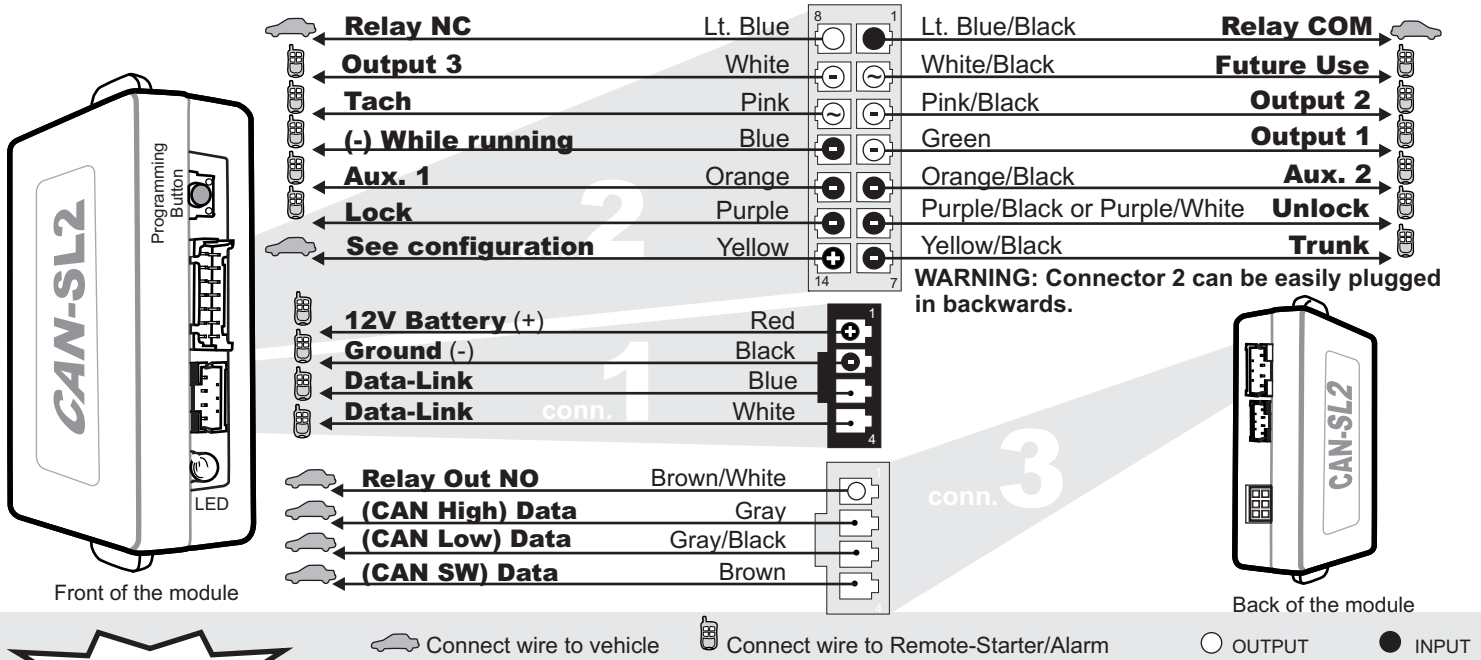 8 1
Relay NC Lt. Blue Lt. Blue/Black Relay COM
Output 3 White White/Black Future Use
Tach Pink Pink/Black Output 2
(-) While running Blue Green Output 1
Aux. 1 Orange Orange/Black Aux. 2
Lock Purple Purple/Black or Purple/White Unlock
See configuration Yellow Yellow/Black Trunk
14 7
2
WARNING: Connector 2 can be easily plugged
in backwards.
Programming
Button
CAN-SL2
LED
Front of the module
12V Battery (+) Red 1
Ground (-) Black
Data-Link Blue
Data-Link White 4
conn. 1
Relay Out NO Brown/White 1
(CAN High) Data Gray
(CAN Low) Data Gray/Black
(CAN SW) Data Brown 4
conn. 3
CAN-SL2
Back of the module
Connect wire to vehicle Connect wire to Remote-Starter/Alarm OUTPUT INPUT